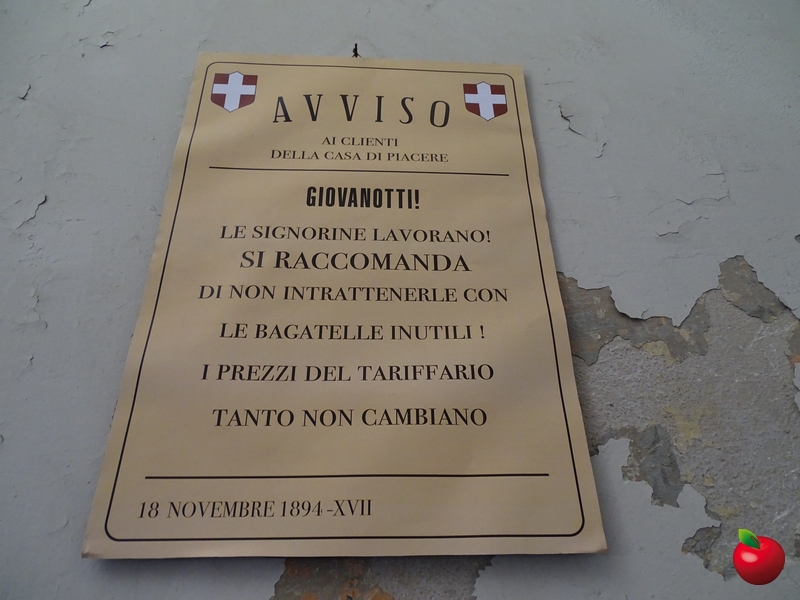 AVVISO
AI CLIENTI
DELLA CASA DI PIACERE
GIOVANOTTI!
LE SIGNORINE LAVORANO!
SI RACCOMANDA
DI NON INTRATTENERLE CON
LE BAGATELLE INUTILI !
I PREZZI DEL TARIFFARIO
TANTO NON CAMBIANO
18 NOVEMBRE 1894-XVII